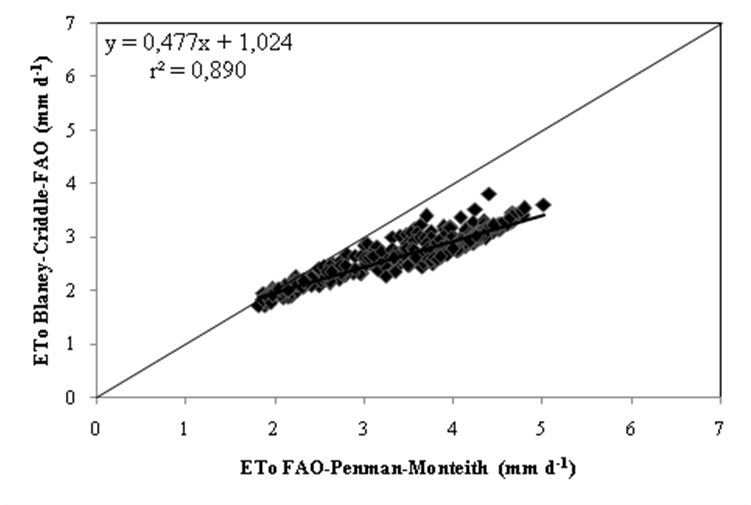 y = 0,477x + 1,024
r² = 0,890
7
6
5
4
3
2
1
0
ETo Blaney-Criddle-FAO (mm d⁻¹)
0 1 2 3 4 5 6 7
ETo FAO-Penman-Monteith (mm d⁻¹)